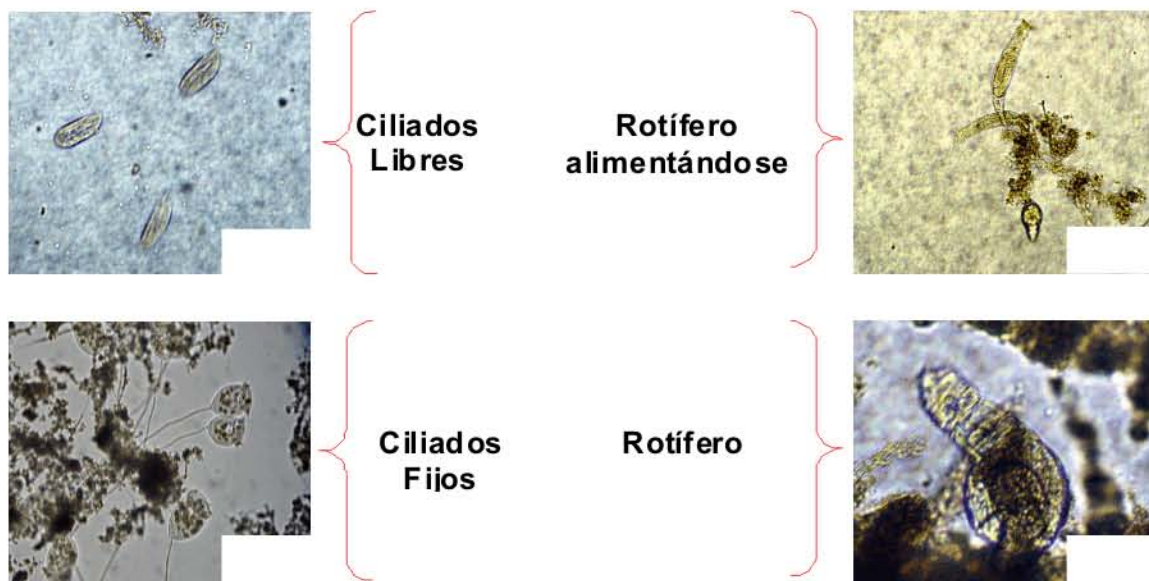 Ciliados
Libres
Rotífero
alimentándose
Ciliados
Fijos
Rotífero